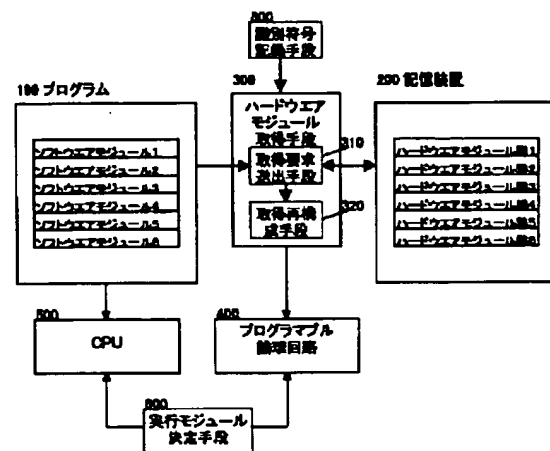 800
識別符号
記録手段
100 プログラム
300
200 記憶装置
ハードウエア
モジュール
取得手段
310
取得要求
送出手段
320
取得再構
成手段
ソフトウエアモジュール1
ソフトウエアモジュール2
ソフトウエアモジュール3
ソフトウエアモジュール4
ソフトウエアモジュール5
ソフトウエアモジュール6
ハードウエアモジュール群1
ハードウエアモジュール群2
ハードウエアモジュール群3
ハードウエアモジュール群4
ハードウエアモジュール群5
ハードウエアモジュール群6
500
CPU
400
プログラマブル
論理回路
実行モジュール
決定手段